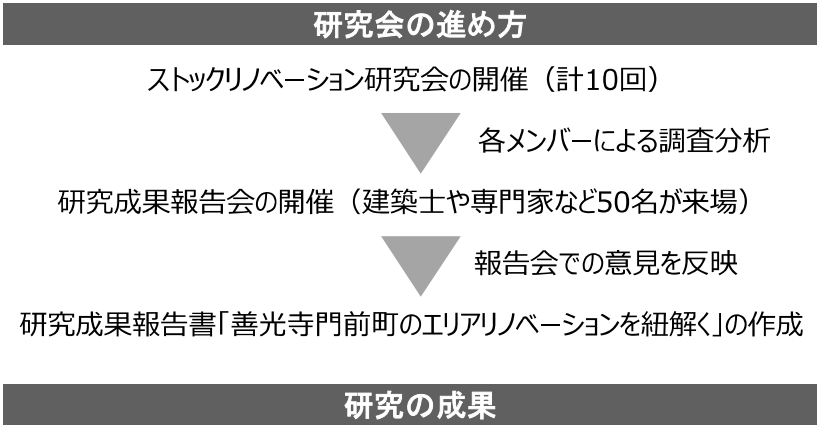 研究会の進め方
ストックリノベーション研究会の開催（計10回）
各メンバーによる調査分析
研究成果報告会の開催（建築士や専門家など50名が来場）
報告会での意見を反映
研究成果報告書「善光寺門前町のエリアリノベーションを紐解く」の作成
研究の成果